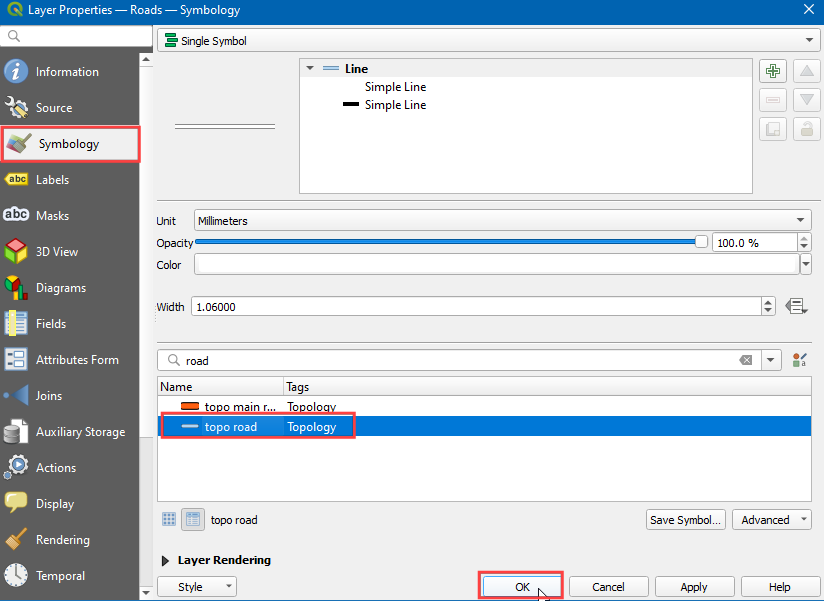 Layer Properties — Roads — Symbology
Single Symbol
Information
Source
Symbology
abc Labels
abc Masks
3D View
Diagrams
Fields
Attributes Form
Joins
Auxiliary Storage
Actions
Display
Rendering
Temporal
Line
Simple Line
Simple Line
Unit Millimeters
Opacity 100.0 %
Color
Width 1.06000
road
Name Tags
topo main r... Topology
topo road Topology
topo road
Save Symbol... Advanced
Layer Rendering
Style OK Cancel Apply Help